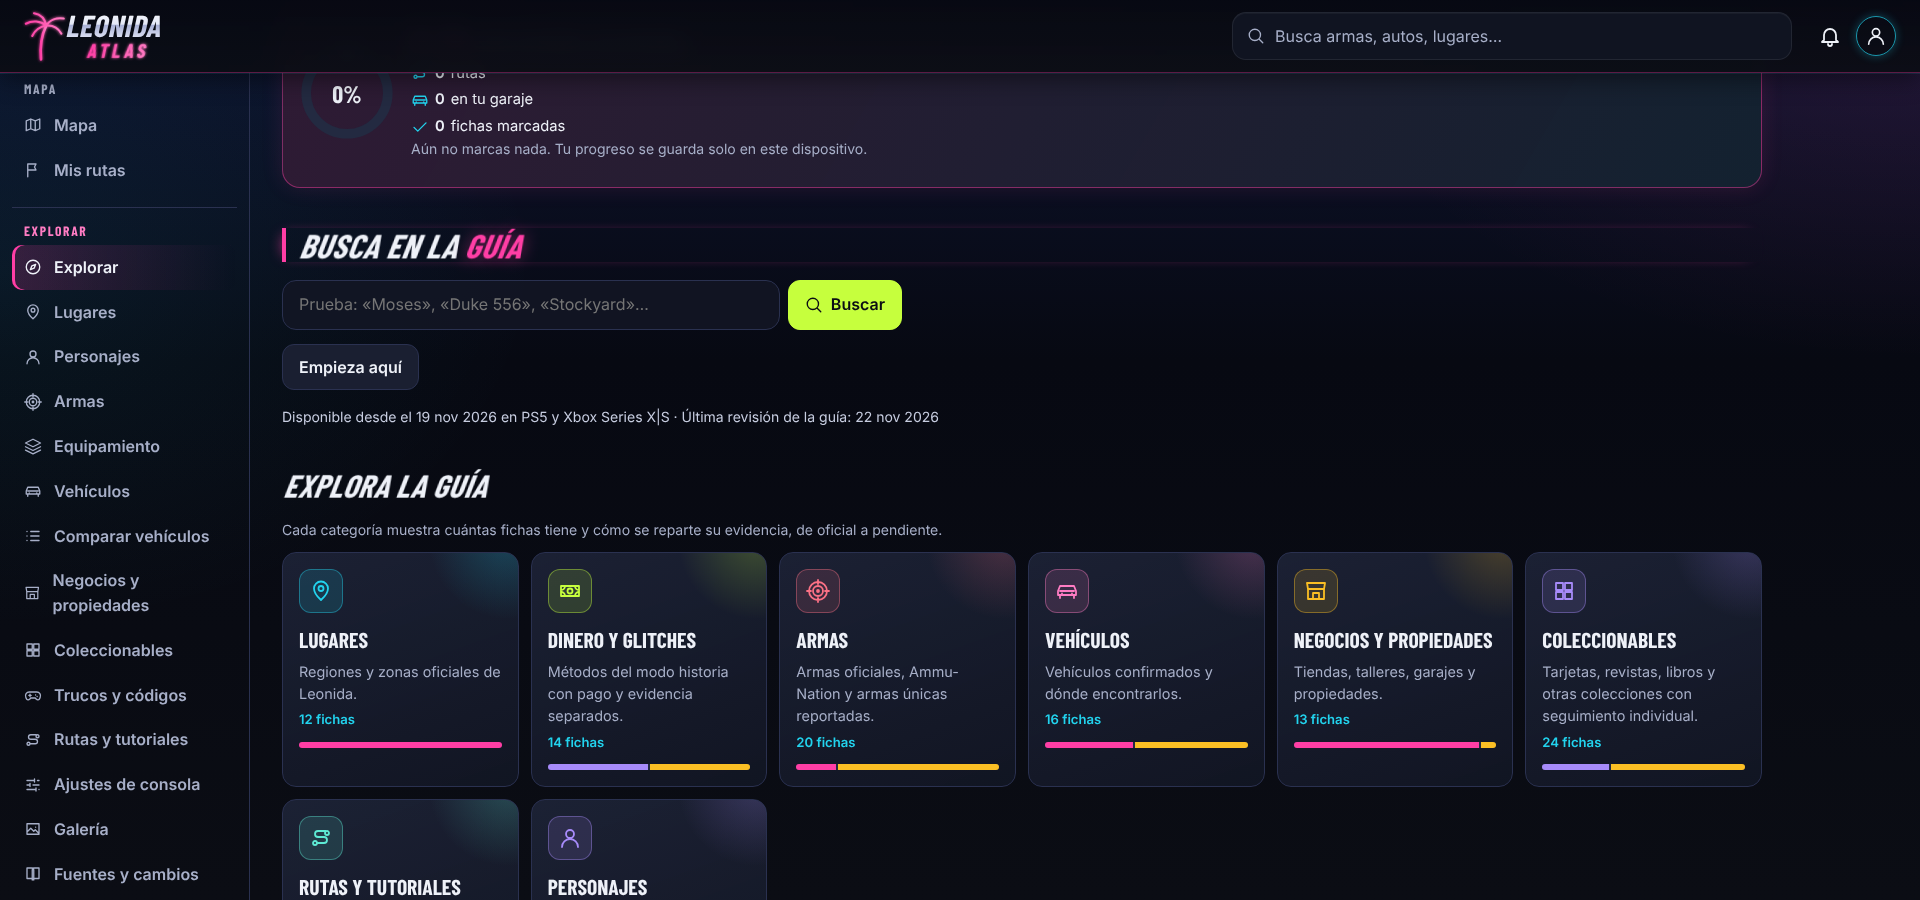 LEONIDA
ATLAS
Busca armas, autos, lugares...
MAPA
Mapa
Mis rutas
EXPLORAR
Explorar
Lugares
Personajes
Armas
Equipamiento
Vehículos
Comparar vehículos
Negocios y
propiedades
Coleccionables
Trucos y códigos
Rutas y tutoriales
Ajustes de consola
Galería
Fuentes y cambios
0%
0 rutas
0 en tu garaje
0 fichas marcadas
Aún no marcas nada. Tu progreso se guarda solo en este dispositivo.
BUSCA EN LA GUÍA
Prueba: «Moses», «Duke 556», «Stockyard»...
Buscar
Empieza aquí
Disponible desde el 19 nov 2026 en PS5 y Xbox Series X|S · Última revisión de la guía: 22 nov 2026
EXPLORA LA GUÍA
Cada categoría muestra cuántas fichas tiene y cómo se reparte su evidencia, de oficial a pendiente.
LUGARES
Regiones y zonas oficiales de
Leonida.
12 fichas
DINERO Y GLITCHES
Métodos del modo historia
con pago y evidencia
separados.
14 fichas
ARMAS
Armas oficiales, Ammu-
Nation y armas únicas
reportadas.
20 fichas
VEHÍCULOS
Vehículos confirmados y
dónde encontrarlos.
16 fichas
NEGOCIOS Y PROPIEDADES
Tiendas, talleres, garajes y
propiedades.
13 fichas
COLECCIONABLES
Tarjetas, revistas, libros y
otras colecciones con
seguimiento individual.
24 fichas
RUTAS Y TUTORIALES
PERSONAJES